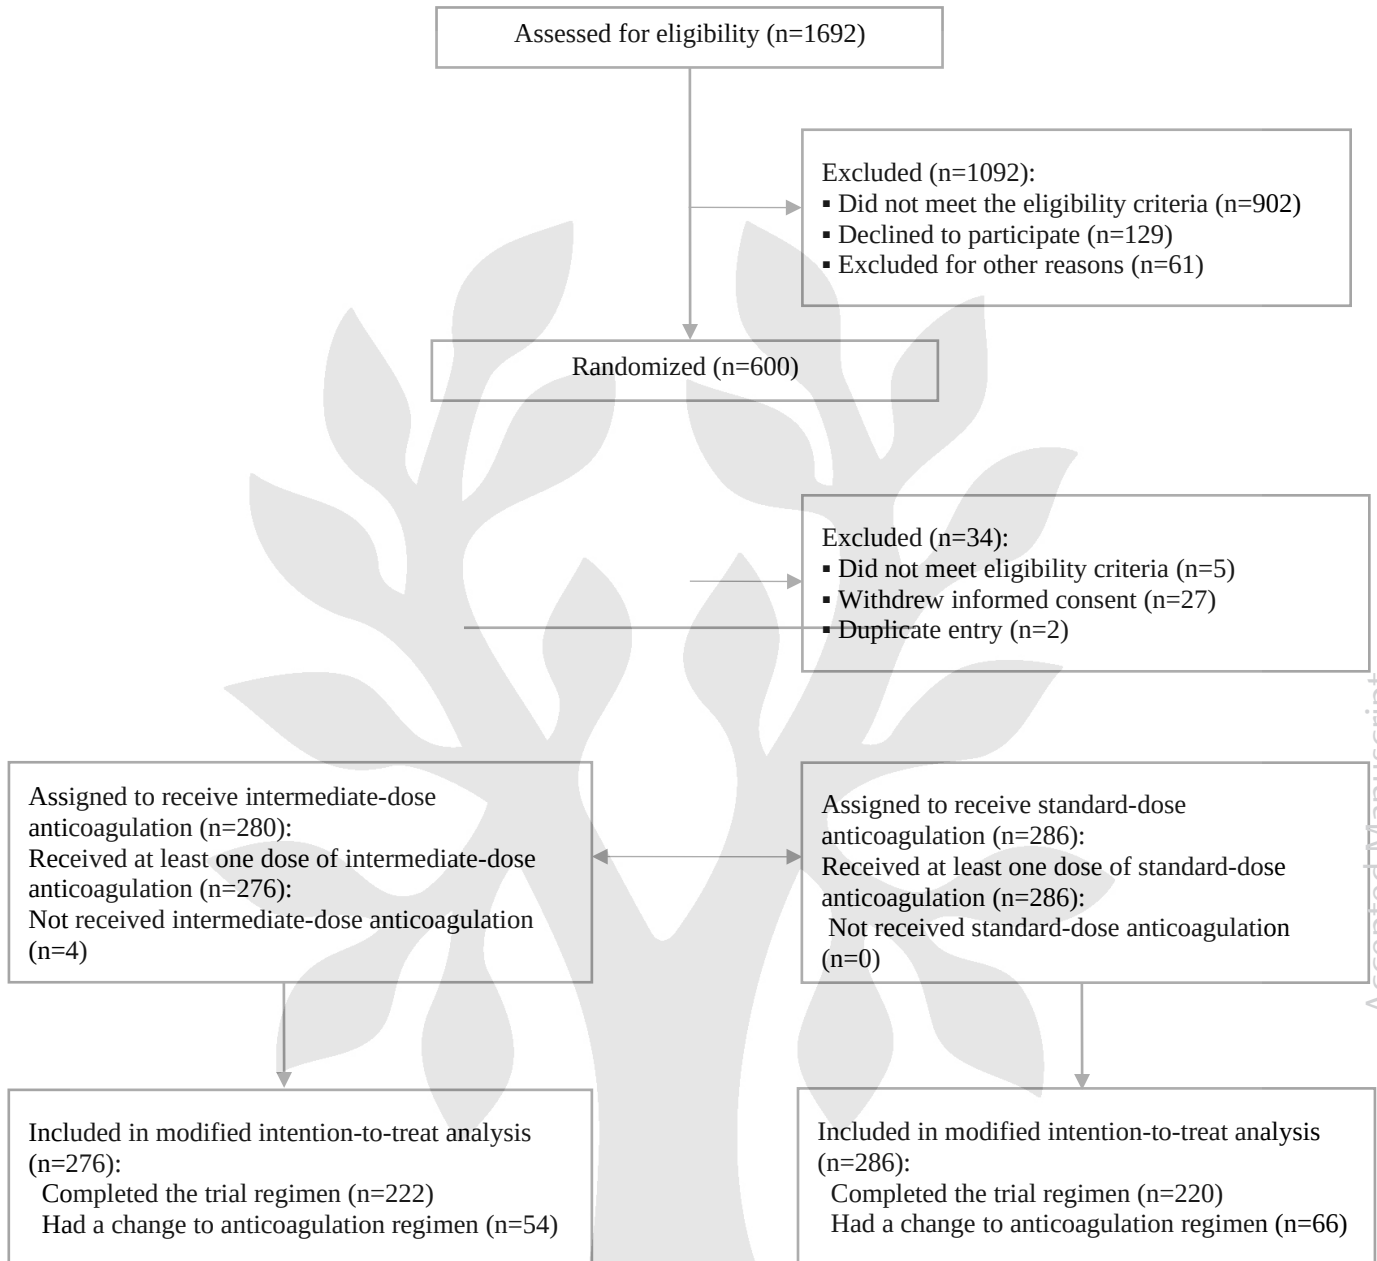 Assessed for eligibility (n=1692)
Excluded (n=1092):
▪ Did not meet the eligibility criteria (n=902)
▪ Declined to participate (n=129)
▪ Excluded for other reasons (n=61)
Randomized (n=600)
Excluded (n=34):
▪ Did not meet eligibility criteria (n=5)
▪ Withdrew informed consent (n=27)
▪ Duplicate entry (n=2)
Assigned to receive intermediate-dose
anticoagulation (n=280):
Received at least one dose of intermediate-dose
anticoagulation (n=276):
Not received intermediate-dose anticoagulation
(n=4)
Assigned to receive standard-dose
anticoagulation (n=286):
Received at least one dose of standard-dose
anticoagulation (n=286):
Not received standard-dose anticoagulation
(n=0)
Included in modified intention-to-treat analysis
(n=276):
Completed the trial regimen (n=222)
Had a change to anticoagulation regimen (n=54)
Included in modified intention-to-treat analysis
(n=286):
Completed the trial regimen (n=220)
Had a change to anticoagulation regimen (n=66)
Accepted Manuscript